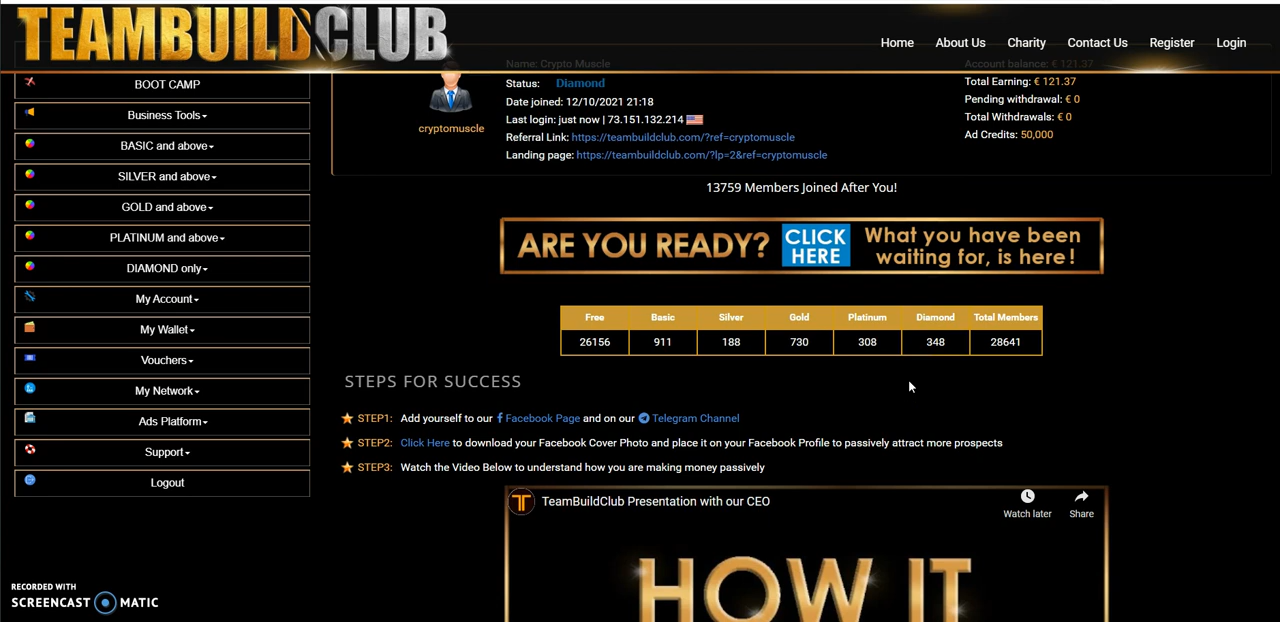 TEAMBUILDCLUB
Home About Us Charity Contact Us Register Login
BOOT CAMP
Business Tools
BASIC and above
SILVER and above
GOLD and above
PLATINUM and above
DIAMOND only
My Account
My Wallet
Vouchers
My Network
Ads Platform
Support
Logout
cryptomuscle
Name: Crypto Muscle
Status: Diamond
Date joined: 12/10/2021 21:18
Last login: just now | 73.151.132.214
Referral Link: https://teambuildclub.com/?ref=cryptomuscle
Landing page: https://teambuildclub.com/?lp=2&ref=cryptomuscle
Account balance: € 121.37
Total Earning: € 121.37
Pending withdrawal: € 0
Total Withdrawals: € 0
Ad Credits: 50,000
13759 Members Joined After You!
ARE YOU READY? CLICK HERE What you have been waiting for, is here!
Free Basic Silver Gold Platinum Diamond Total Members
26156 911 188 730 308 348 28641
STEPS FOR SUCCESS
STEP1: Add yourself to our Facebook Page and on our Telegram Channel
STEP2: Click Here to download your Facebook Cover Photo and place it on your Facebook Profile to passively attract more prospects
STEP3: Watch the Video Below to understand how you are making money passively
TeamBuildClub Presentation with our CEO
Watch later Share
HOW IT
RECORDED WITH
SCREENCAST MATIC